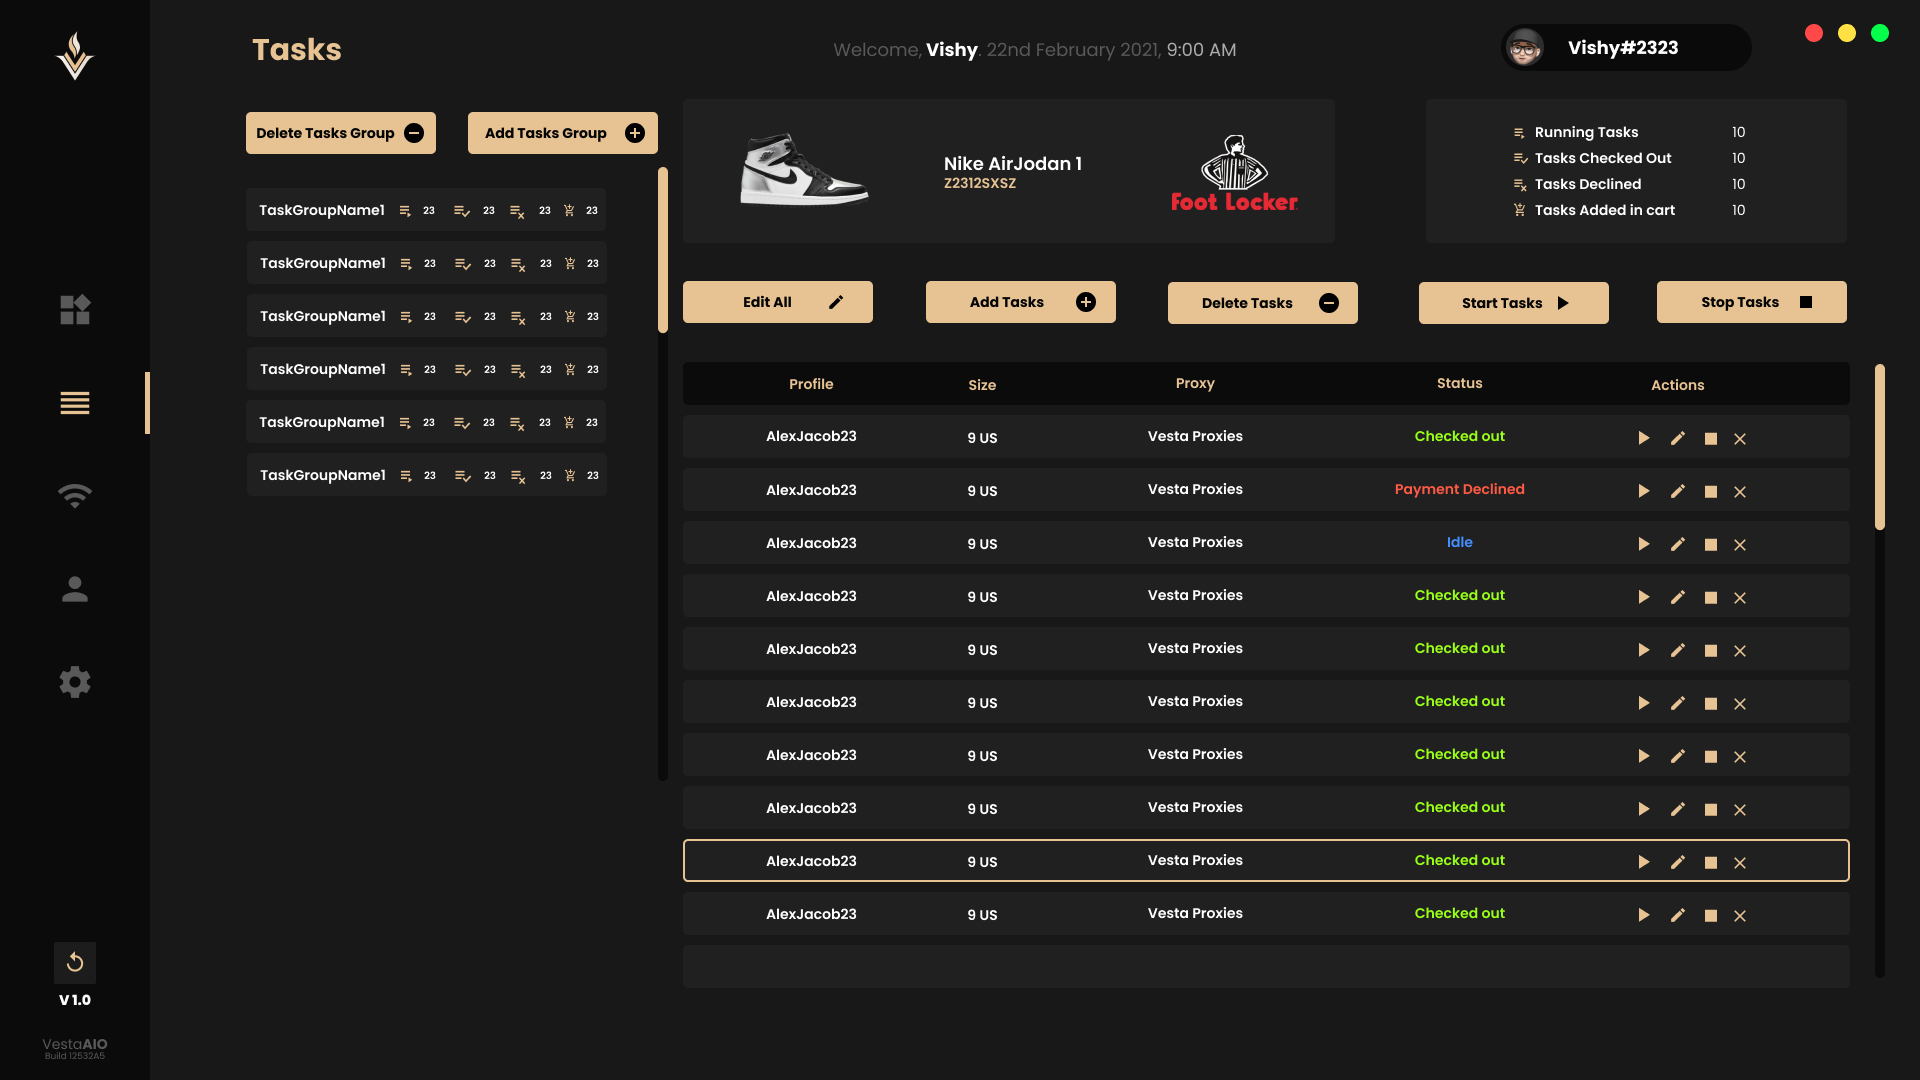 Tasks
Welcome, Vishy. 22nd February 2021, 9:00 AM
Vishy#2323
Delete Tasks Group
Add Tasks Group
TaskGroupName1 23 23 23 23
TaskGroupName1 23 23 23 23
TaskGroupName1 23 23 23 23
TaskGroupName1 23 23 23 23
TaskGroupName1 23 23 23 23
TaskGroupName1 23 23 23 23
Nike AirJodan 1
Z2312SXSZ
Foot Locker
Running Tasks 10
Tasks Checked Out 10
Tasks Declined 10
Tasks Added in cart 10
Edit All
Add Tasks
Delete Tasks
Start Tasks
Stop Tasks
Profile Size Proxy Status Actions
AlexJacob23 9 US Vesta Proxies Checked out
AlexJacob23 9 US Vesta Proxies Payment Declined
AlexJacob23 9 US Vesta Proxies Idle
AlexJacob23 9 US Vesta Proxies Checked out
AlexJacob23 9 US Vesta Proxies Checked out
AlexJacob23 9 US Vesta Proxies Checked out
AlexJacob23 9 US Vesta Proxies Checked out
AlexJacob23 9 US Vesta Proxies Checked out
AlexJacob23 9 US Vesta Proxies Checked out
AlexJacob23 9 US Vesta Proxies Checked out
V 1.0
VestaAIO
Build 12532A5